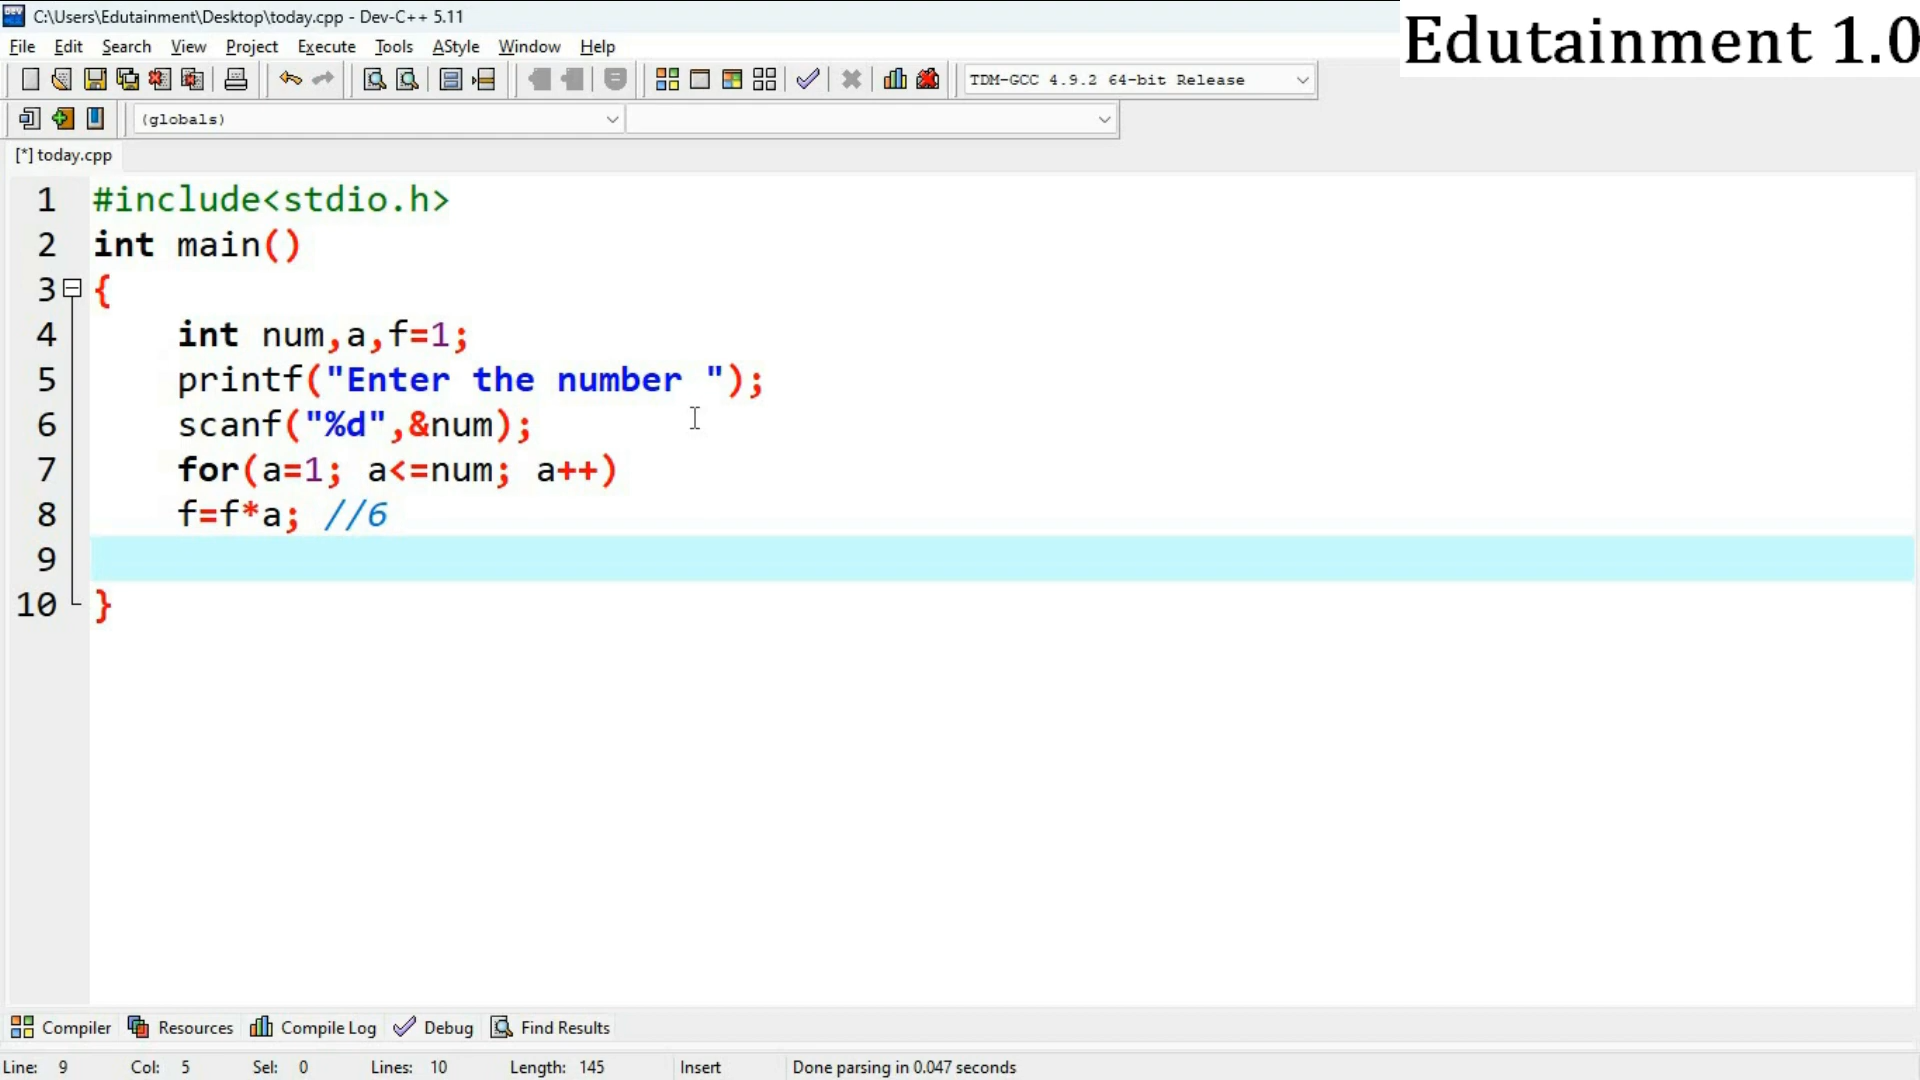 C:\Users\Edutainment\Desktop\today.cpp - Dev-C++ 5.11
Edutainment 1.0
File Edit Search View Project Execute Tools AStyle Window Help
TDM-GCC 4.9.2 64-bit Release
(globals)
[*] today.cpp
1 #include<stdio.h>
2 int main()
3 {
4 int num,a,f=1;
5 printf("Enter the number ");
6 scanf("%d",&num);
7 for(a=1; a<=num; a++)
8 f=f*a; //6
9
10 }
Compiler Resources Compile Log Debug Find Results
Line: 9 Col: 5 Sel: 0 Lines: 10 Length: 145 Insert Done parsing in 0.047 seconds